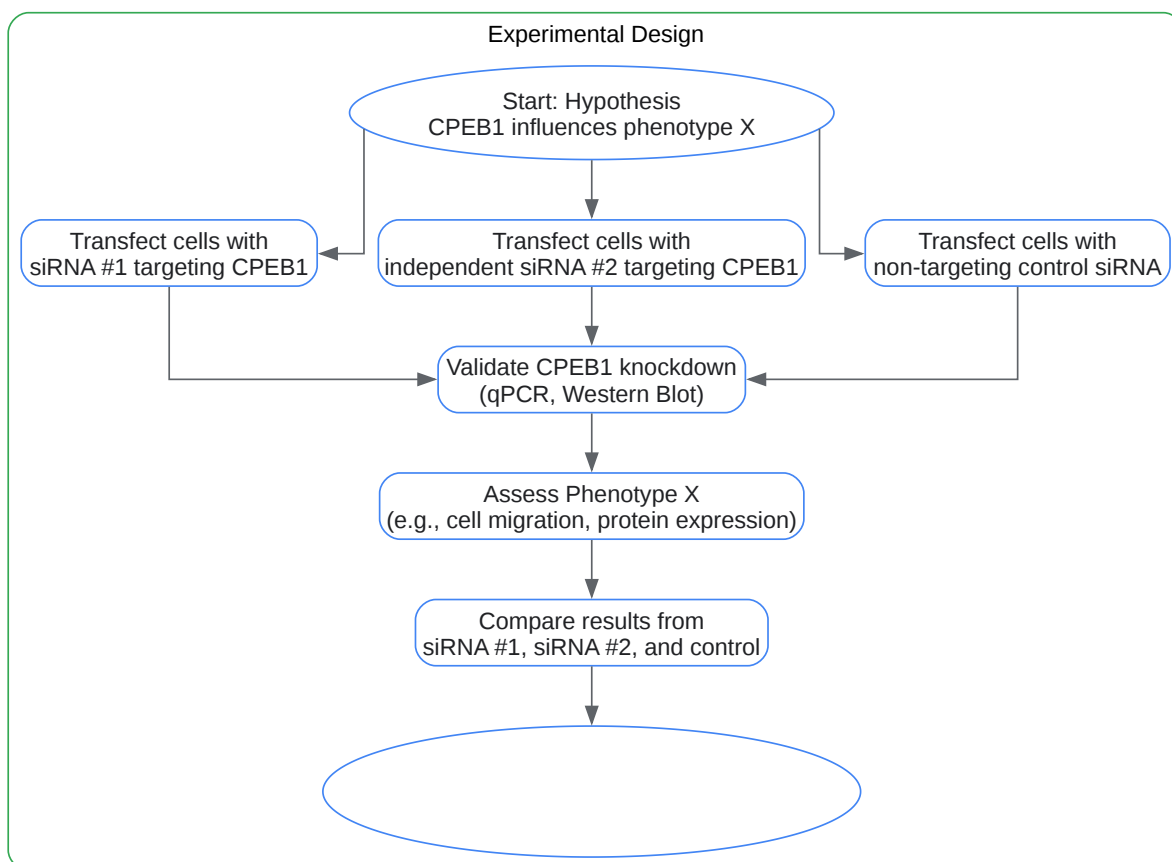 Experimental Design
Start: Hypothesis
CPEB1 influences phenotype X
Transfect cells with
siRNA #1 targeting CPEB1
Transfect cells with
independent siRNA #2 targeting CPEB1
Transfect cells with
non-targeting control siRNA
Validate CPEB1 knockdown
(qPCR, Western Blot)
Assess Phenotype X
(e.g., cell migration, protein expression)
Compare results from
siRNA #1, siRNA #2, and control